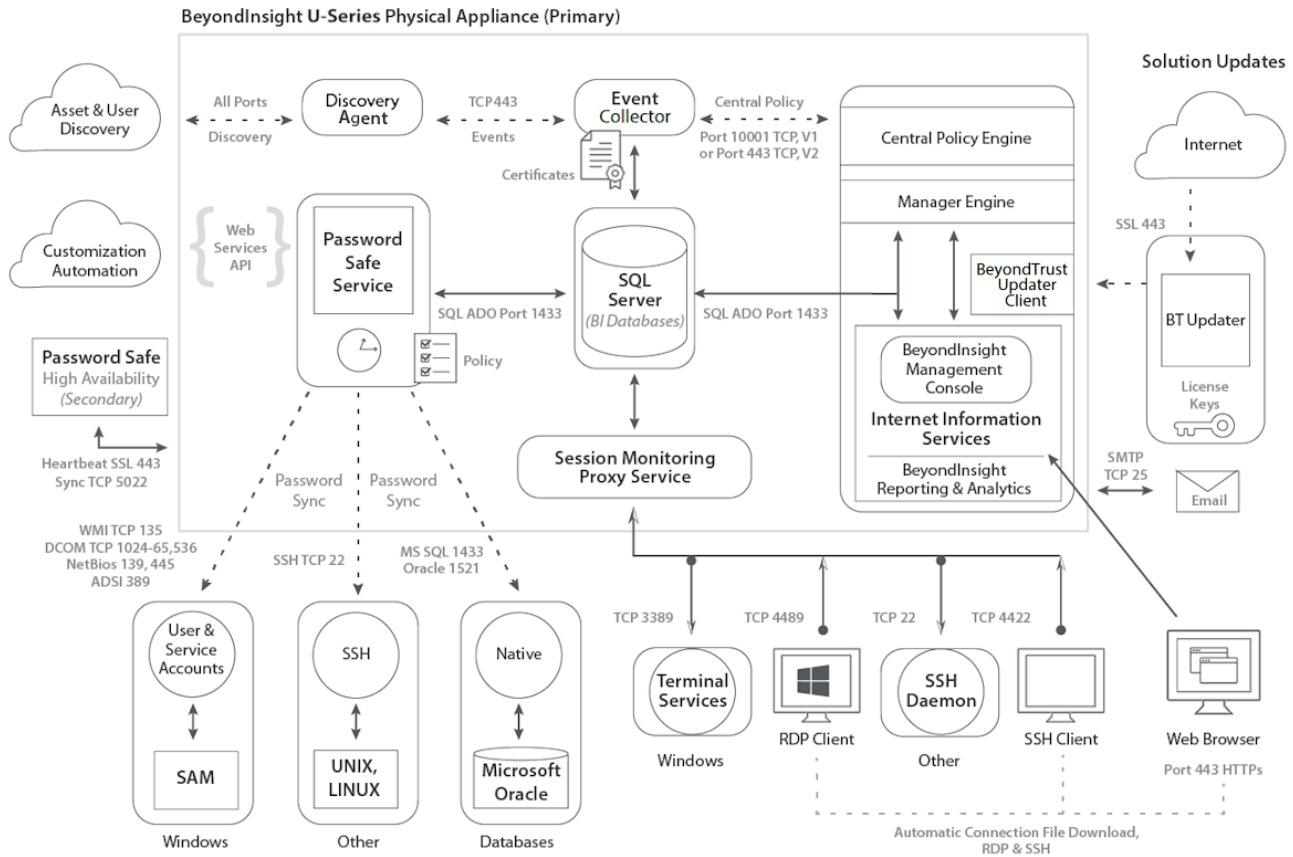 BeyondInsight U-Series Physical Appliance (Primary)
Solution Updates
Asset & User
Discovery
All Ports
Discovery
Discovery
Agent
TCP443
Events
Event
Collector
Central Policy
Port 10001 TCP, V1
or Port 443 TCP, V2
Central Policy Engine
Internet
Certificates
Manager Engine
SSL 443
Customization
Automation
{ Web
Services
API }
Password
Safe
Service
SQL
Server
(BI Databases)
SQL ADO Port 1433
SQL ADO Port 1433
BeyondTrust
Updater
Client
BT Updater
License
Keys
Password Safe
High Availability
(Secondary)
Policy
BeyondInsight
Management
Console
Internet Information
Services
BeyondInsight
Reporting & Analytics
Heartbeat SSL 443
Sync TCP 5022
Session Monitoring
Proxy Service
SMTP
TCP 25
Email
Password
Sync
Password
Sync
WMI TCP 135
DCOM TCP 1024-65,536
NetBios 139, 445
ADSI 389
SSH TCP 22
MS SQL 1433
Oracle 1521
TCP 3389
TCP 4489
TCP 22
TCP 4422
User &
Service
Accounts
SSH
Native
Terminal
Services
SSH
Daemon
RDP Client
SSH Client
Web Browser
Windows
Other
Port 443 HTTPs
SAM
UNIX,
LINUX
Microsoft
Oracle
Windows
Other
Databases
Automatic Connection File Download,
RDP & SSH